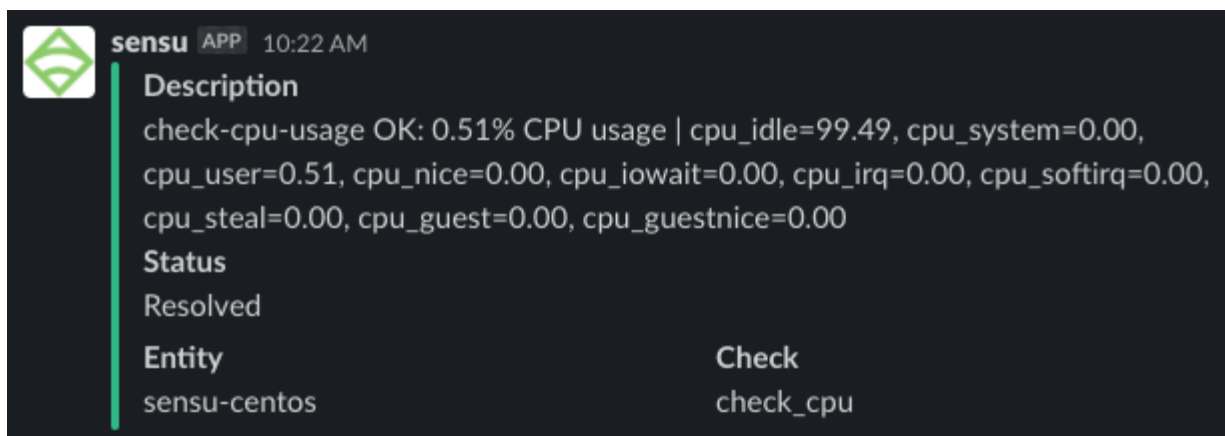 sensu APP 10:22 AM
Description
check-cpu-usage OK: 0.51% CPU usage | cpu_idle=99.49, cpu_system=0.00,
cpu_user=0.51, cpu_nice=0.00, cpu_iowait=0.00, cpu_irq=0.00, cpu_softirq=0.00,
cpu_steal=0.00, cpu_guest=0.00, cpu_guestnice=0.00
Status
Resolved
Entity Check
sensu-centos check_cpu